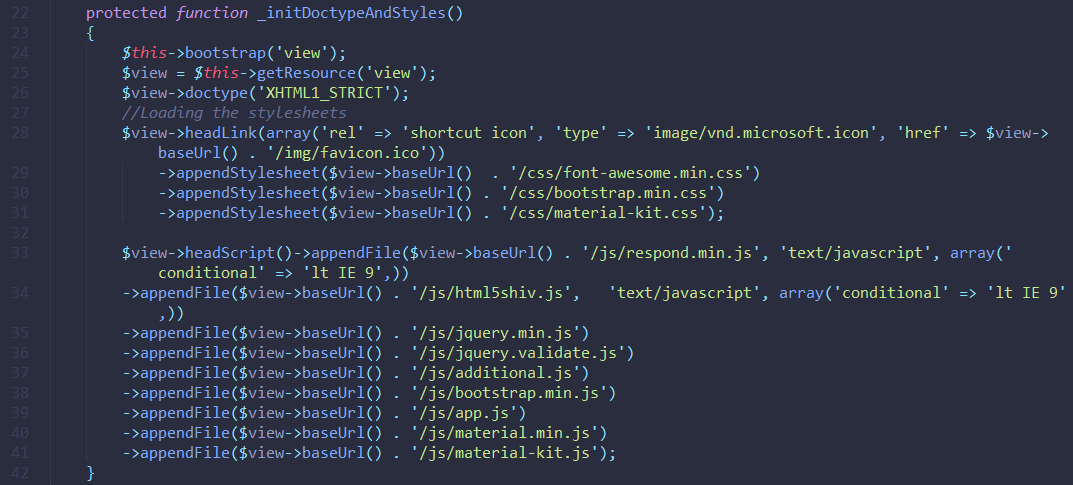 22 protected function _initDoctypeAndStyles()
23 {
24 $this->bootstrap('view');
25 $view = $this->getResource('view');
26 $view->doctype('XHTML1_STRICT');
27 //Loading the stylesheets
28 $view->headLink(array('rel' => 'shortcut icon', 'type' => 'image/vnd.microsoft.icon', 'href' => $view->
baseUrl() . '/img/favicon.ico'))
29 ->appendStylesheet($view->baseUrl()  . '/css/font-awesome.min.css')
30 ->appendStylesheet($view->baseUrl() . '/css/bootstrap.min.css')
31 ->appendStylesheet($view->baseUrl() . '/css/material-kit.css');
32
33 $view->headScript()->appendFile($view->baseUrl() . '/js/respond.min.js', 'text/javascript', array('
conditional' => 'lt IE 9',))
34 ->appendFile($view->baseUrl() . '/js/html5shiv.js',   'text/javascript', array('conditional' => 'lt IE 9'
,))
35 ->appendFile($view->baseUrl() . '/js/jquery.min.js')
36 ->appendFile($view->baseUrl() . '/js/jquery.validate.js')
37 ->appendFile($view->baseUrl() . '/js/additional.js')
38 ->appendFile($view->baseUrl() . '/js/bootstrap.min.js')
39 ->appendFile($view->baseUrl() . '/js/app.js')
40 ->appendFile($view->baseUrl() . '/js/material.min.js')
41 ->appendFile($view->baseUrl() . '/js/material-kit.js');
42 }